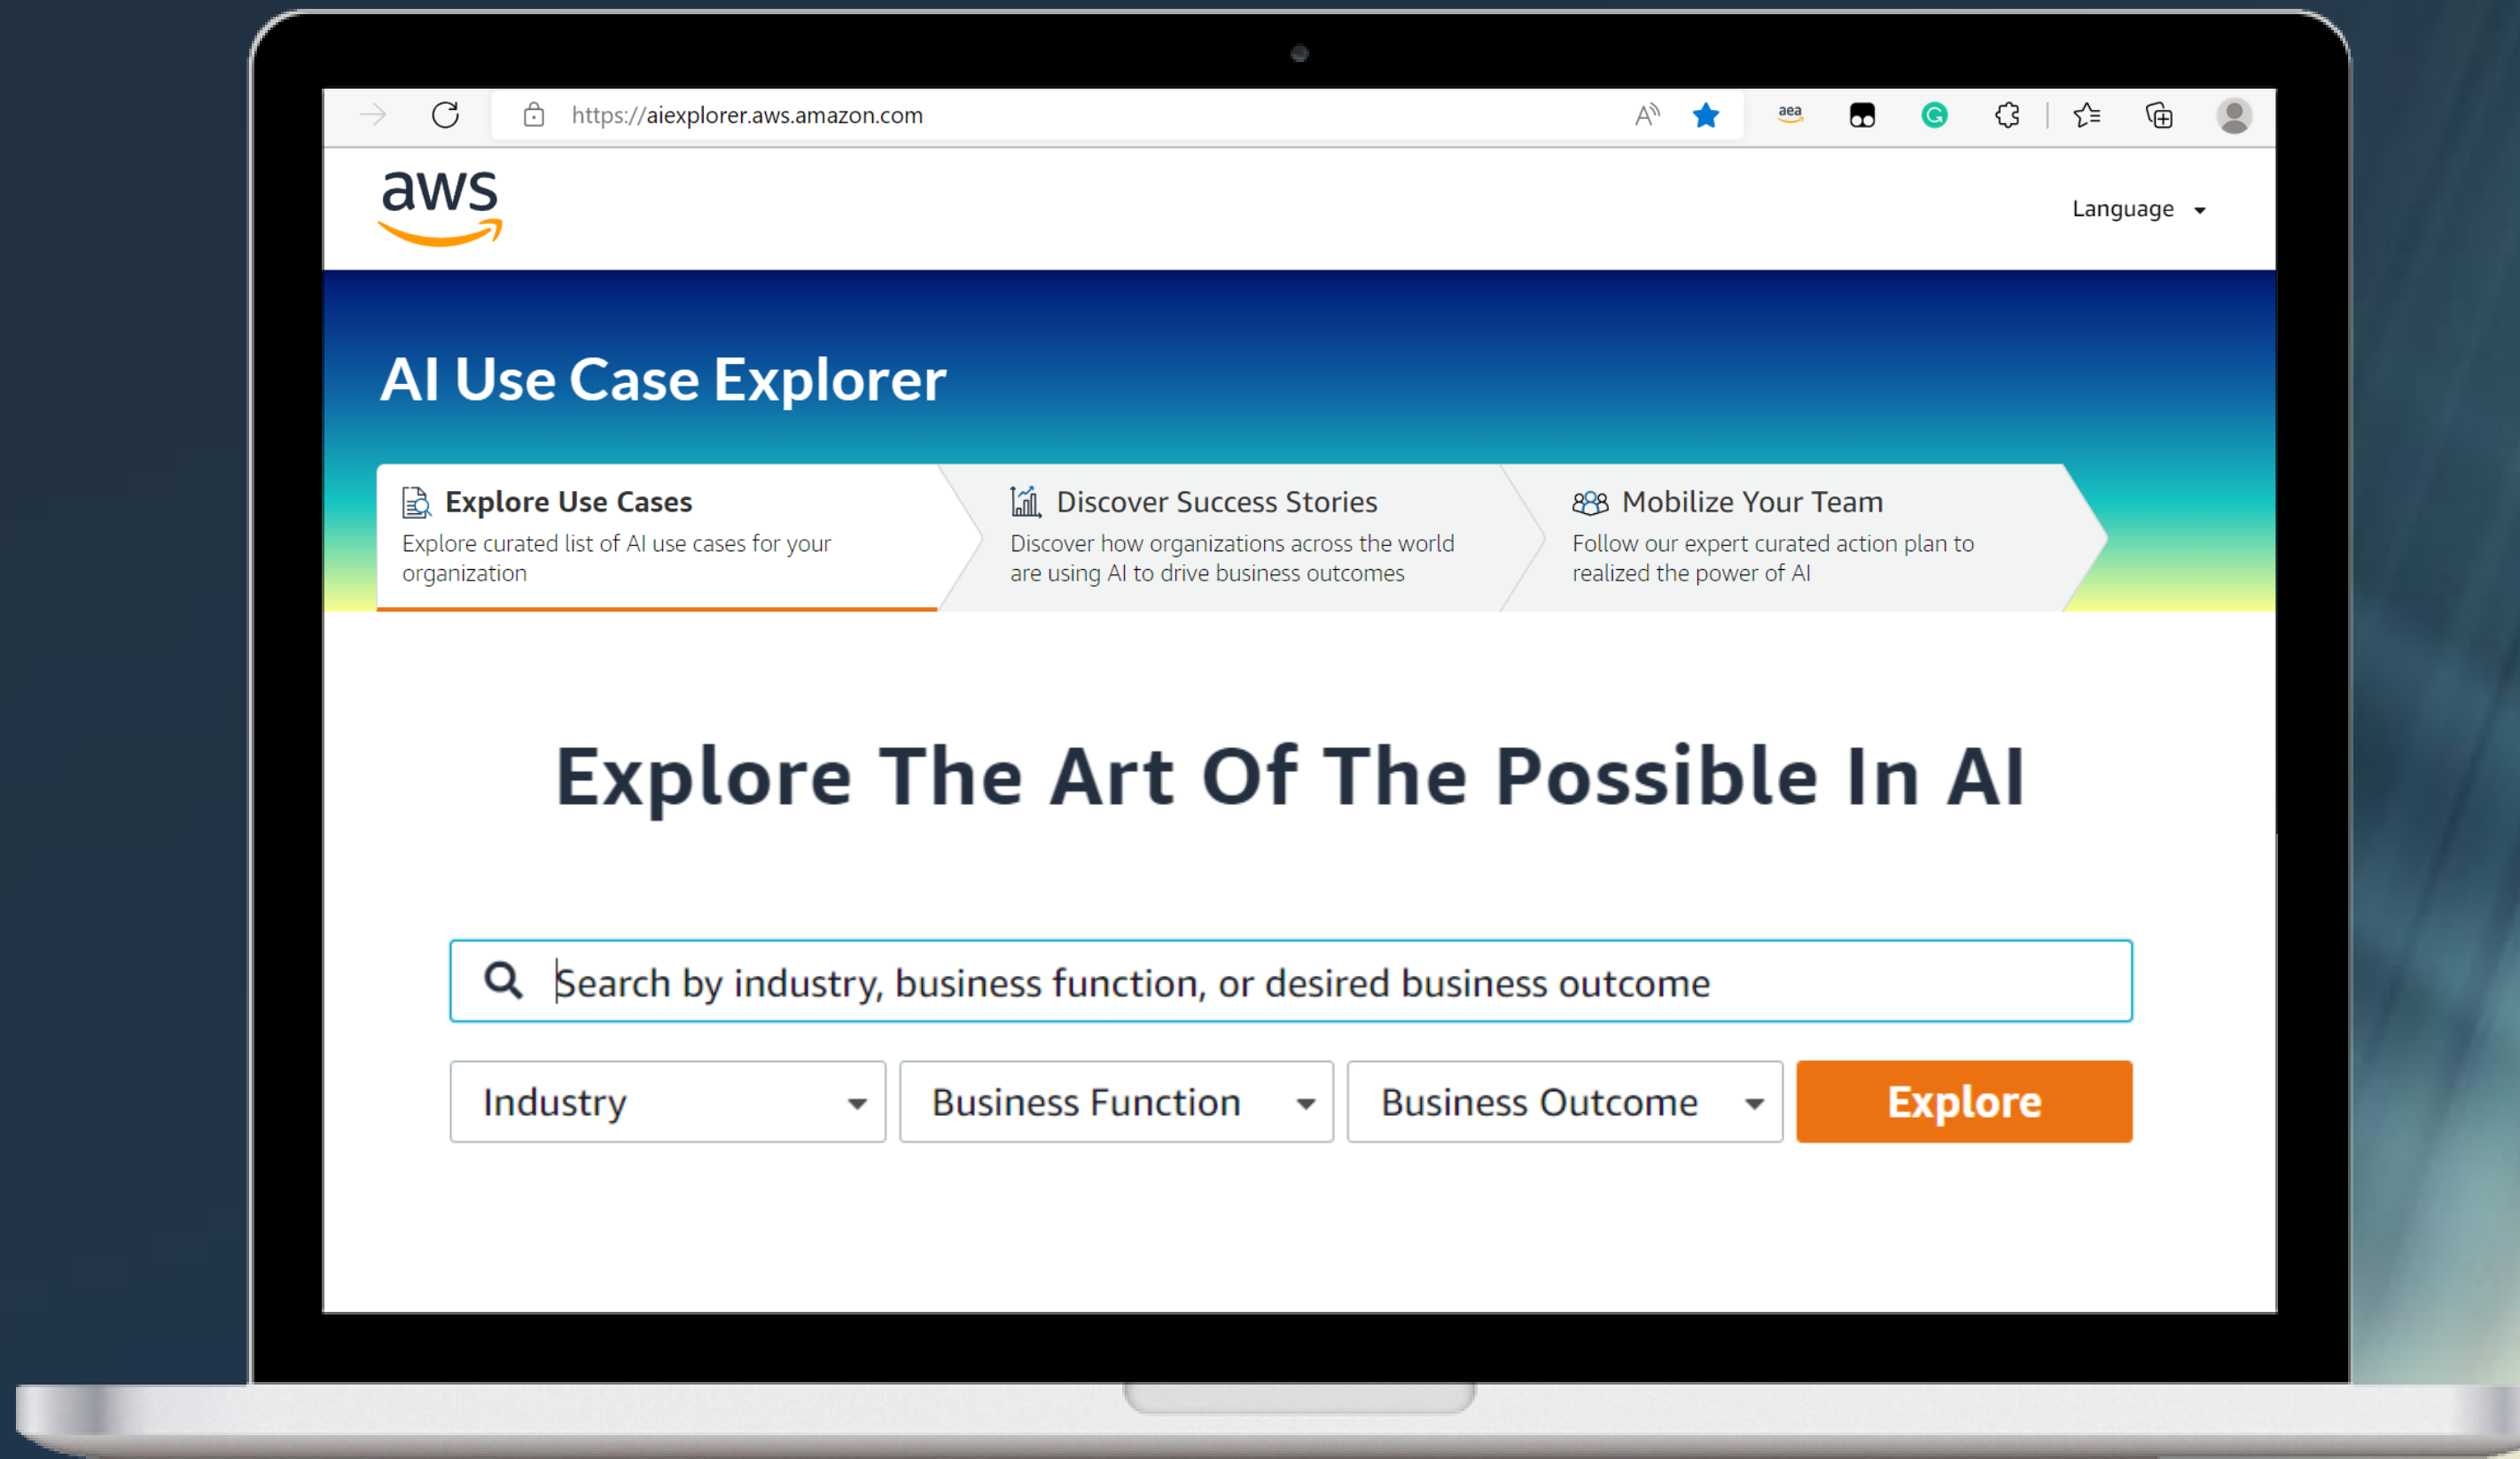 https://aiexplorer.aws.amazon.com
aea
aws
Language
AI Use Case Explorer
Explore Use Cases
Explore curated list of AI use cases for your
organization
Discover Success Stories
Discover how organizations across the world
are using AI to drive business outcomes
Mobilize Your Team
Follow our expert curated action plan to
realized the power of AI
Explore The Art Of The Possible In AI
Search by industry, business function, or desired business outcome
Industry
Business Function
Business Outcome
Explore